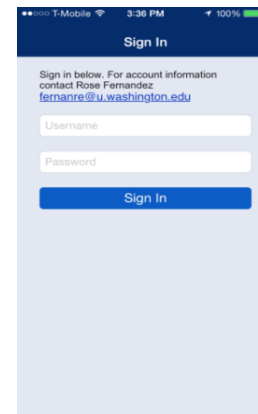 T-Mobile 3:36 PM 100%
Sign In
Sign in below. For account information
contact Rose Fernandez
fernanre@u.washington.edu
Username
Password
Sign In